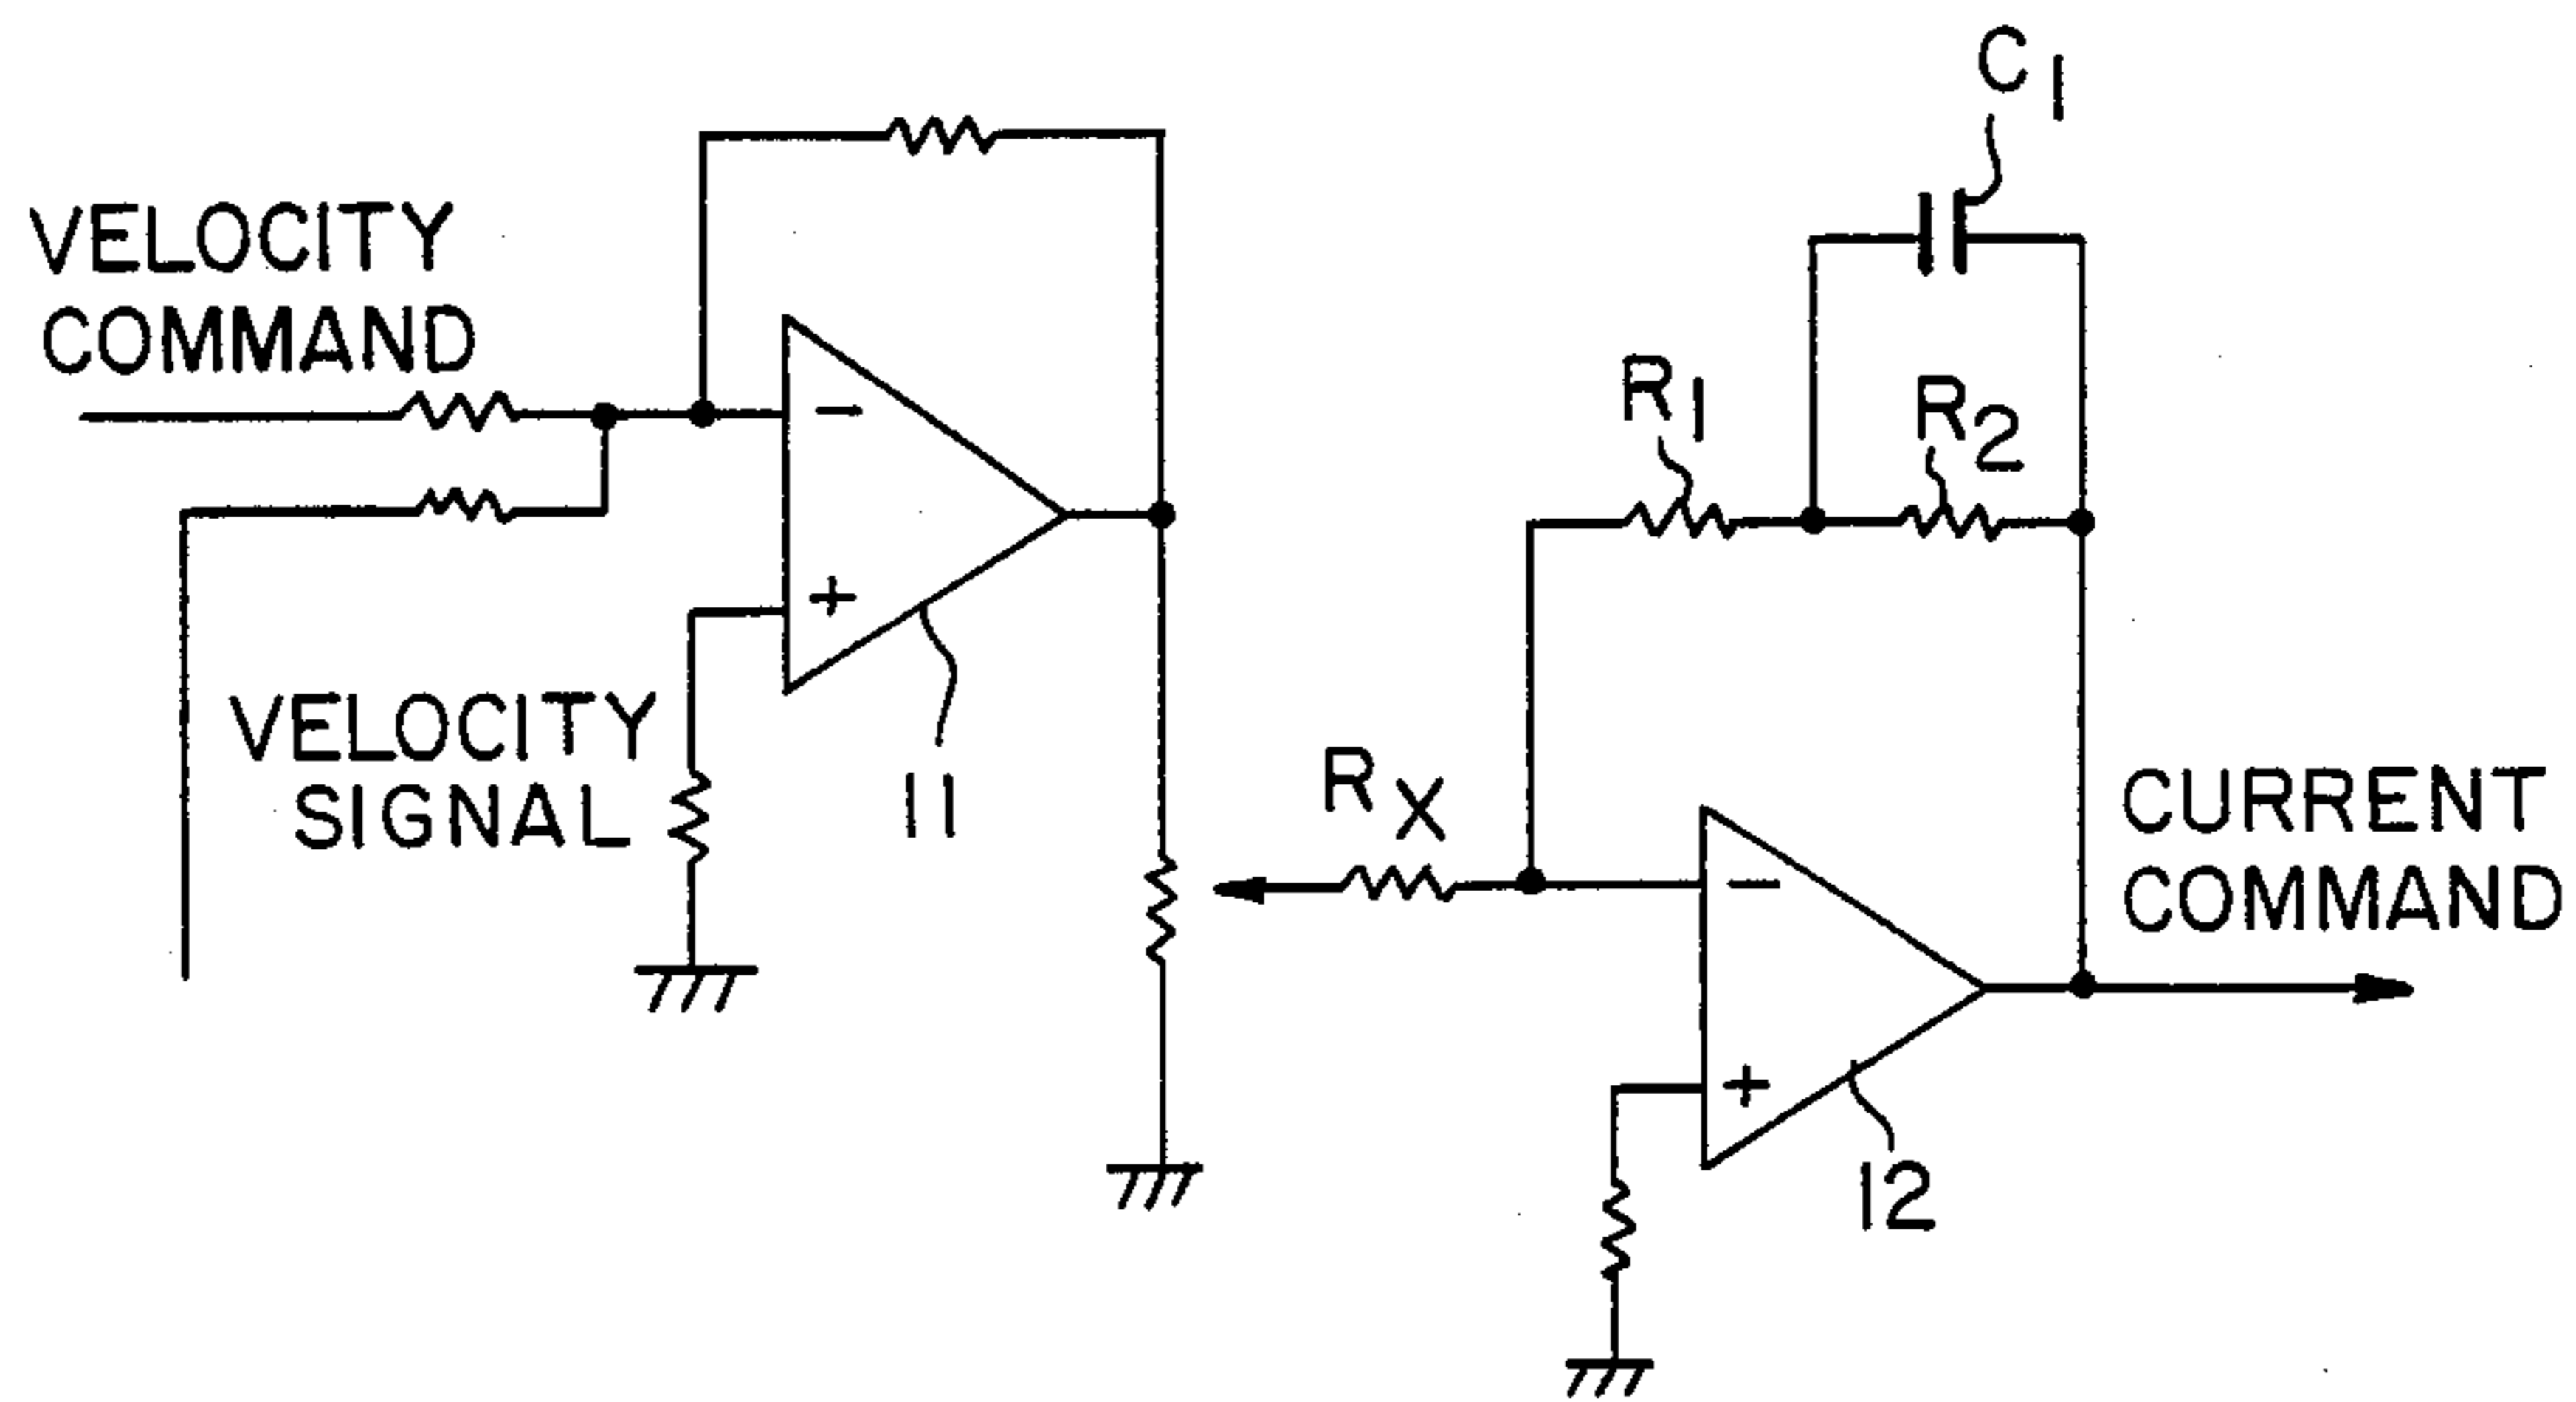 C1
VELOCITY
COMMAND
R1
R2
−
+
VELOCITY
SIGNAL
11
RX
CURRENT
COMMAND
−
+
12